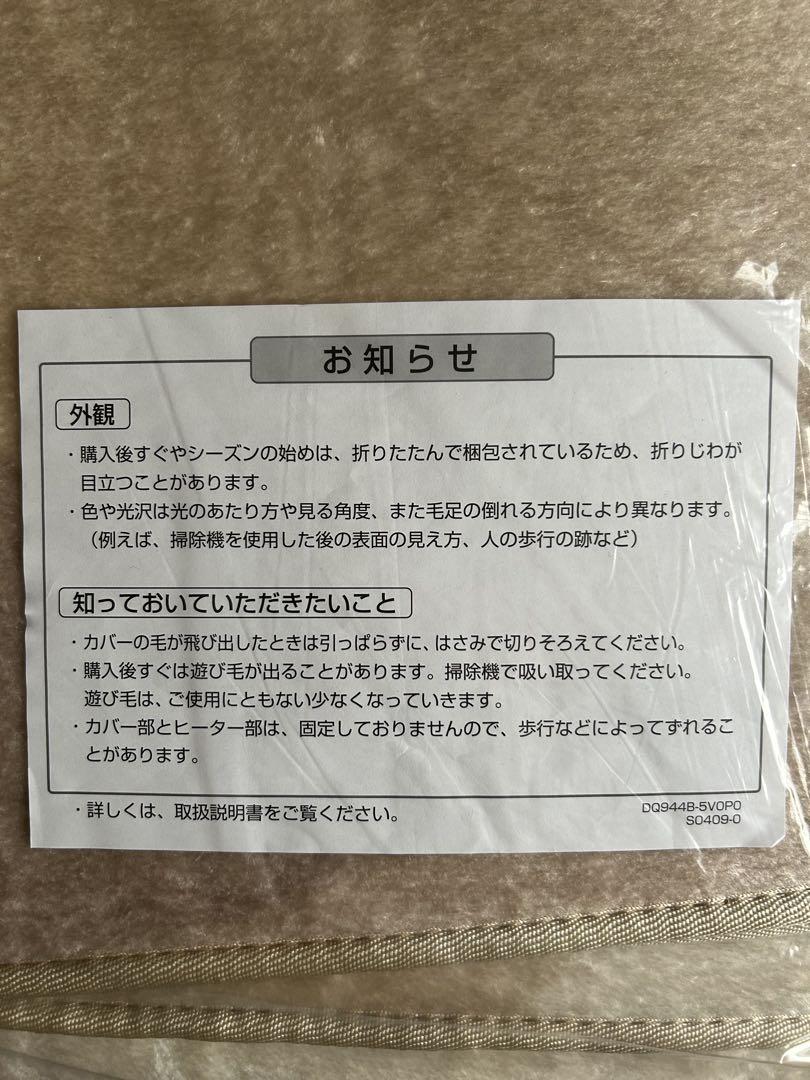 お知らせ
外観
・購入後すぐやシーズンの始めは、折りたたんで梱包されているため、折りじわが
目立つことがあります。
・色や光沢は光のあたり方や見る角度、また毛足の倒れる方向により異なります。
（例えば、掃除機を使用した後の表面の見え方、人の歩行の跡など）
知っておいていただきたいこと
・カバーの毛が飛び出したときは引っぱらずに、はさみで切りそろえてください。
・購入後すぐは遊び毛が出ることがあります。掃除機で吸い取ってください。
遊び毛は、ご使用にともない少なくなっていきます。
・カバー部とヒーター部は、固定しておりませんので、歩行などによってずれるこ
とがあります。
・詳しくは、取扱説明書をご覧ください。
DQ944B-5V0P0
S0409-0